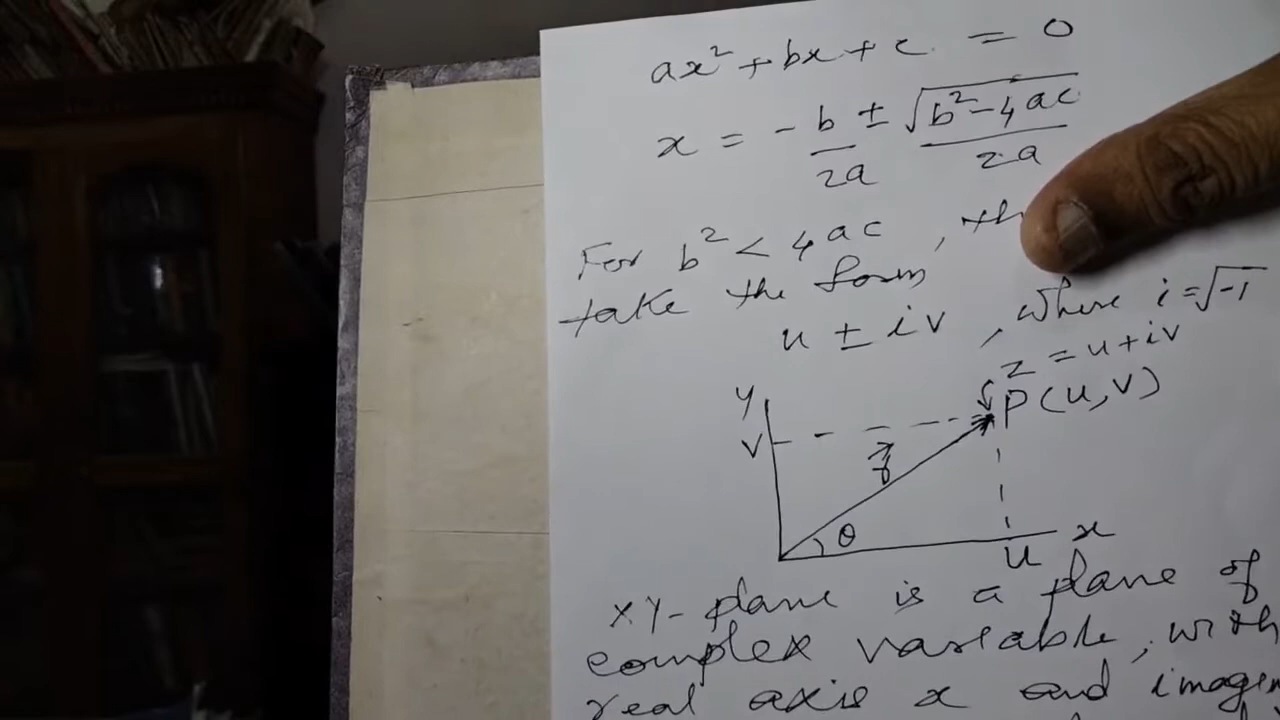 ax² + bx + c = 0
x = -b/2a ± √(b²-4ac)/2a
For b² < 4ac ,
take the form
u ± iv , where i = √-1
z = u + iv
P(u, v)
y
v
θ
x
u
XY-plane is a plane of
complex variable, with
real axis x and